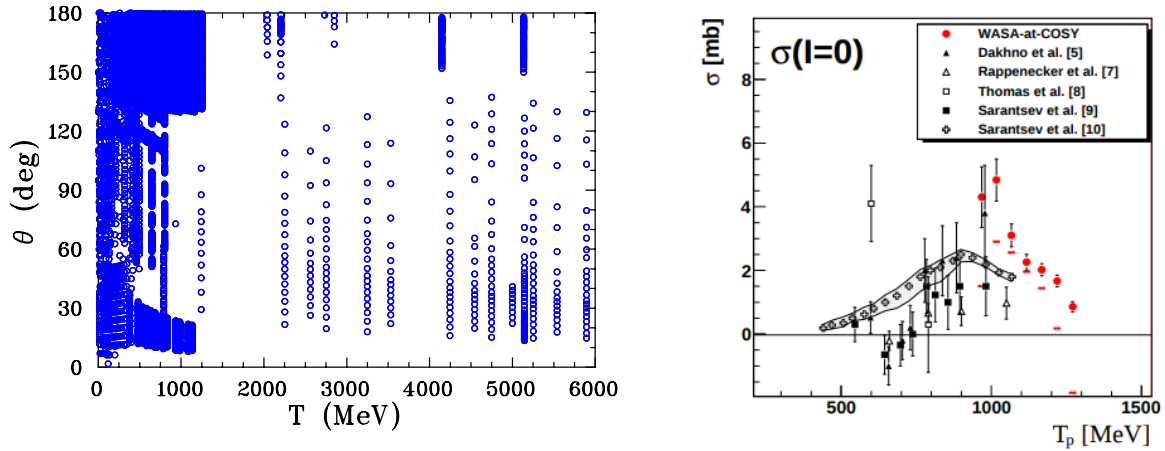 180
150
120
90
60
30
0
θ (deg)
0 1000 2000 3000 4000 5000 6000
T (MeV)
σ [mb]
8
6
4
2
0
σ(I=0)
WASA-at-COSY
Dakhno et al. [5]
Rappenecker et al. [7]
Thomas et al. [8]
Sarantsev et al. [9]
Sarantsev et al. [10]
500 1000 1500
Tp [MeV]